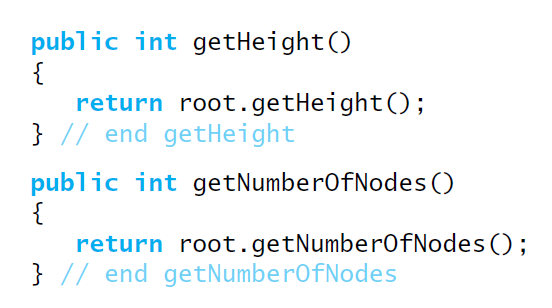 public int getHeight()
{
   return root.getHeight();
} // end getHeight
public int getNumberOfNodes()
{
   return root.getNumberOfNodes();
} // end getNumberOfNodes